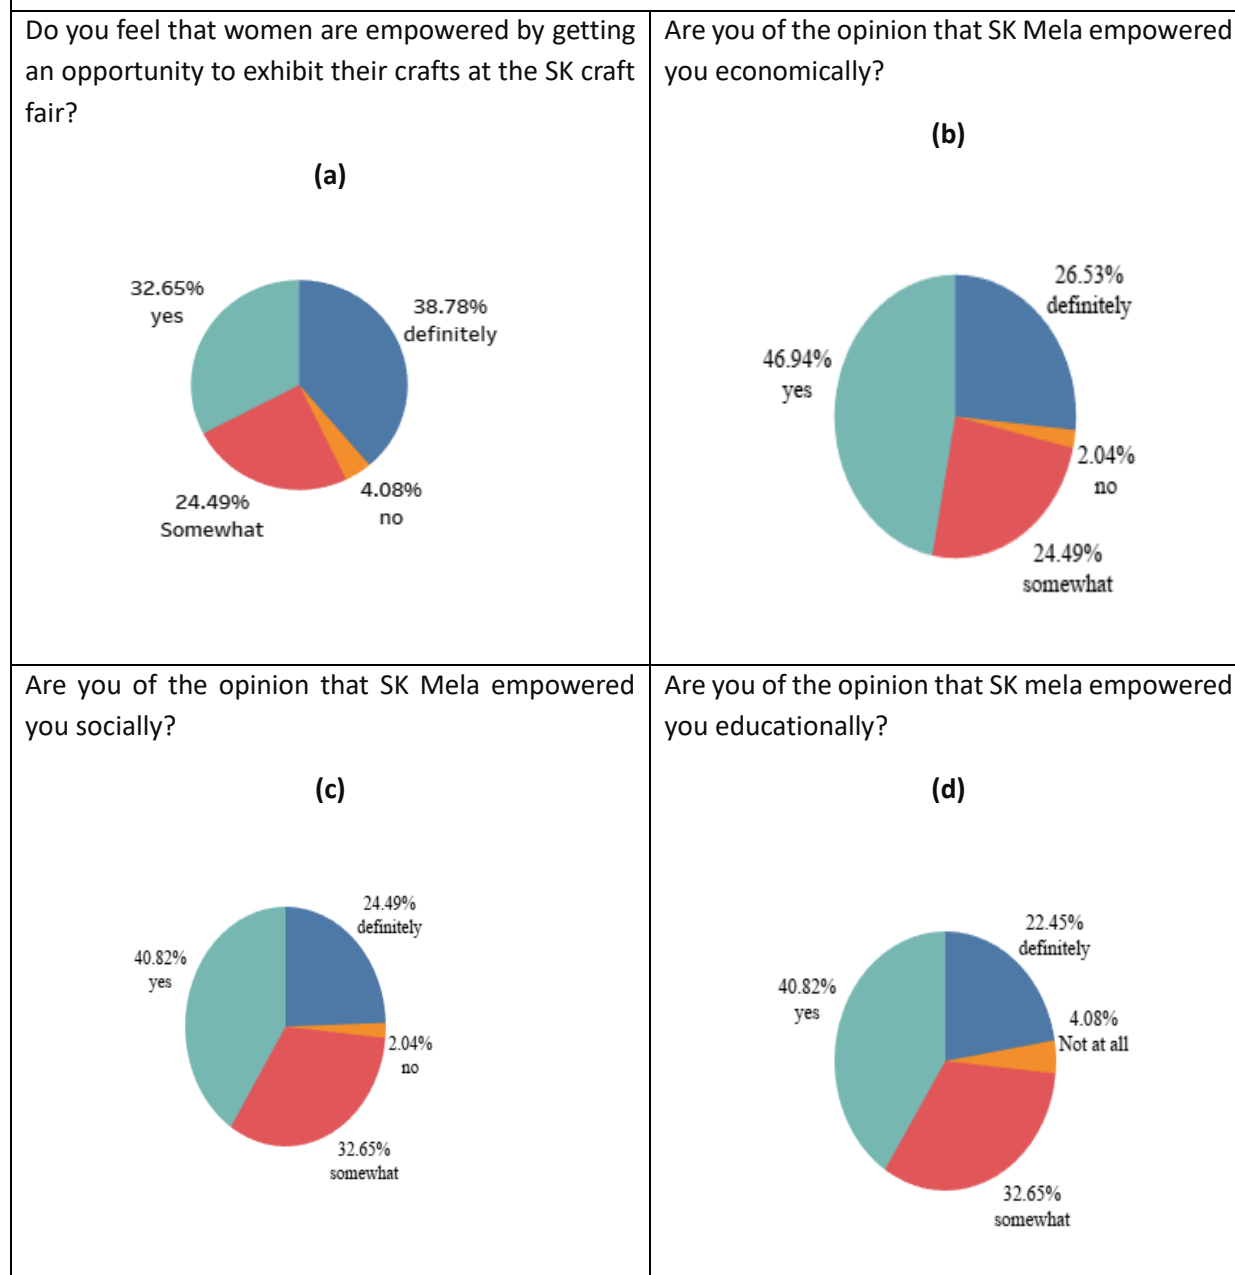 Do you feel that women are empowered by getting
an opportunity to exhibit their crafts at the SK craft
fair?
(a)
32.65%
yes
38.78%
definitely
24.49%
Somewhat
4.08%
no
Are you of the opinion that SK Mela empowered
you economically?
(b)
26.53%
definitely
46.94%
yes
2.04%
no
24.49%
somewhat
Are you of the opinion that SK Mela empowered
you socially?
(c)
24.49%
definitely
40.82%
yes
2.04%
no
32.65%
somewhat
Are you of the opinion that SK mela empowered
you educationally?
(d)
22.45%
definitely
40.82%
yes
4.08%
Not at all
32.65%
somewhat